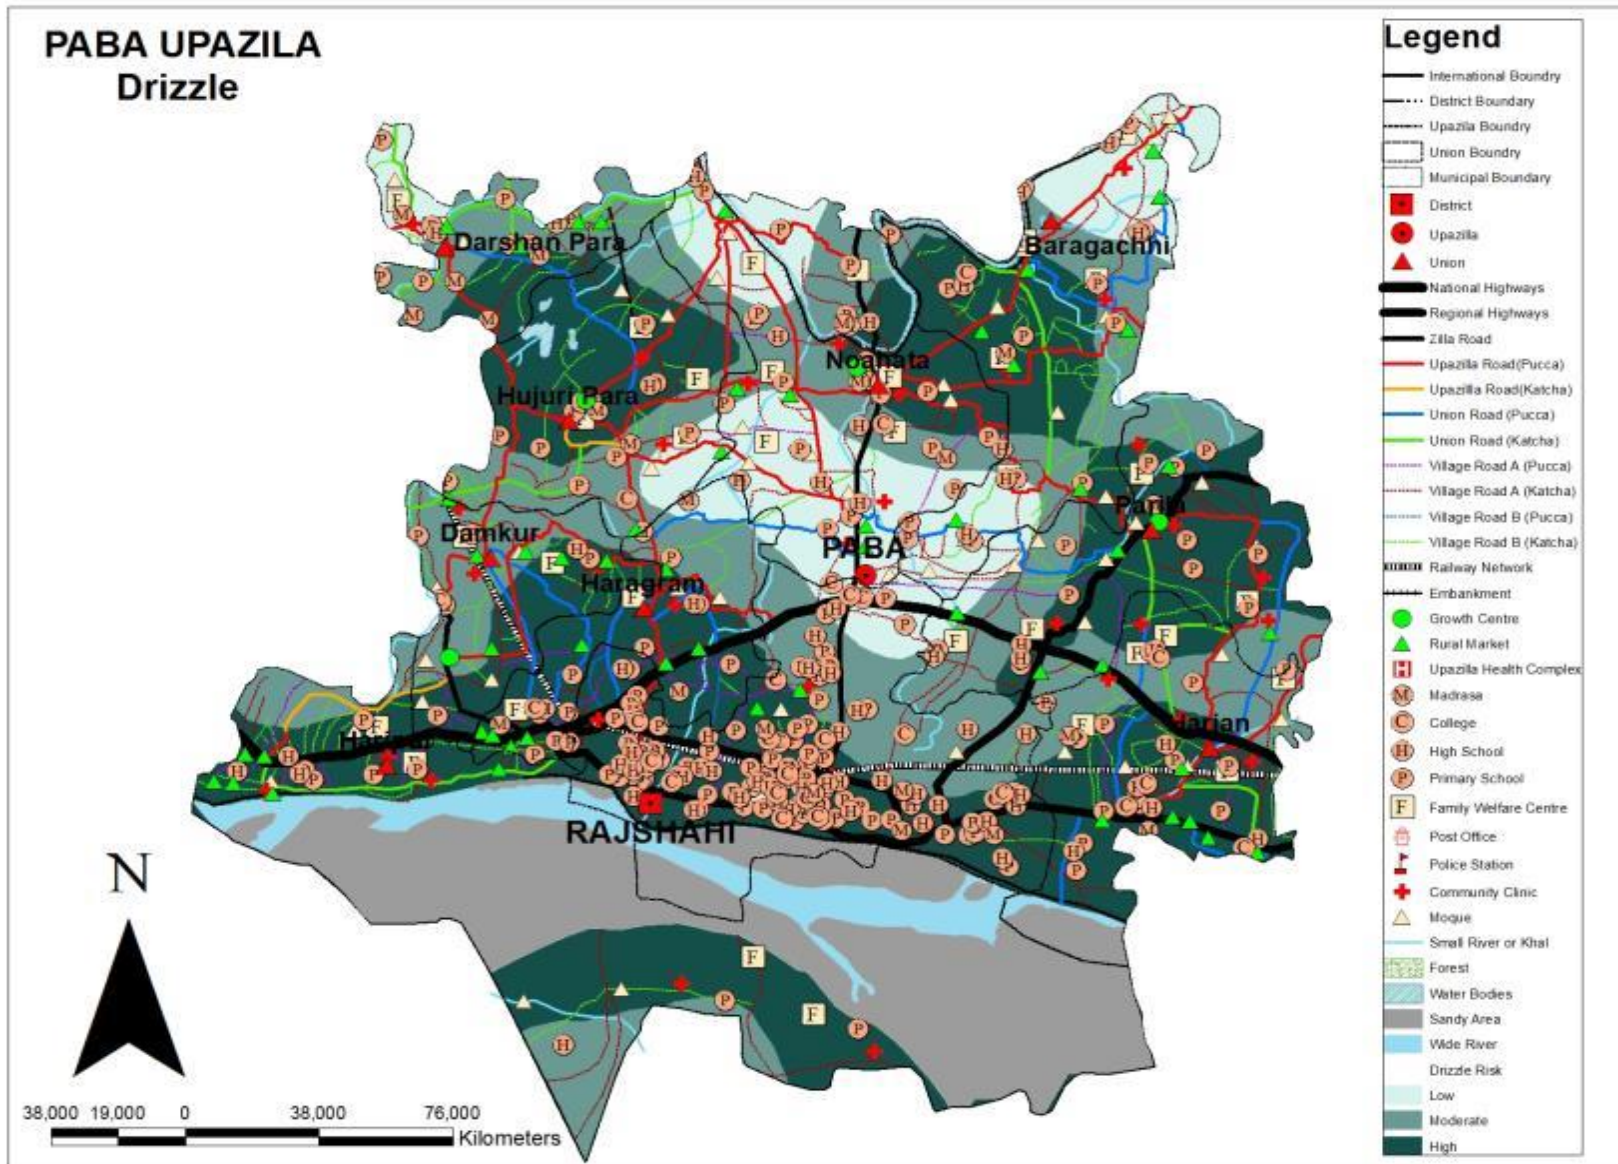 PABA UPAZILA
Drizzle
Darshan Para
Baragachhi
Noahata
Hujuri Para
Parila
Damkur
PABA
Haragram
Harian
RAJSHAHI
N
38,000 19,000 0 38,000 76,000
Kilometers
Legend
International Boundry
District Boundary
Upazila Boundry
Union Boundry
Municipal Boundary
District
Upazilla
Union
National Highways
Regional Highways
Zilla Road
Upazilla Road(Pucca)
Upazillla Road(Katcha)
Union Road (Pucca)
Union Road (Katcha)
Village Road A (Pucca)
Village Road A (Katcha)
Village Road B (Pucca)
Village Road B (Katcha)
Railway Network
Embankment
Growth Centre
Rural Market
Upazilla Health Complex
M Madrasa
C College
H High School
P Primary School
F Family Welfare Centre
Post Office
Police Station
Community Clinic
Moque
Small River or Khal
Forest
Water Bodies
Sandy Area
Wide River
Drizzle Risk
Low
Moderate
High